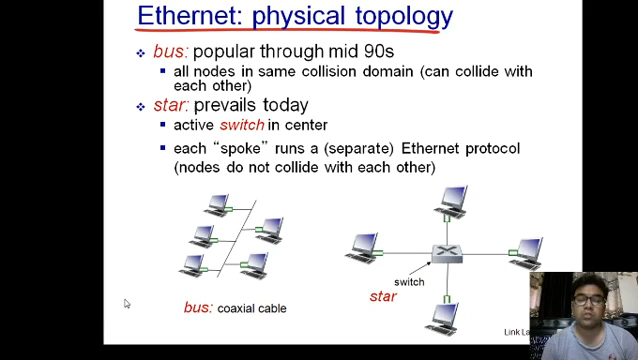 Ethernet: physical topology
bus: popular through mid 90s
all nodes in same collision domain (can collide with
each other)
star: prevails today
active switch in center
each “spoke” runs a (separate) Ethernet protocol
(nodes do not collide with each other)
switch
star
bus: coaxial cable
Link